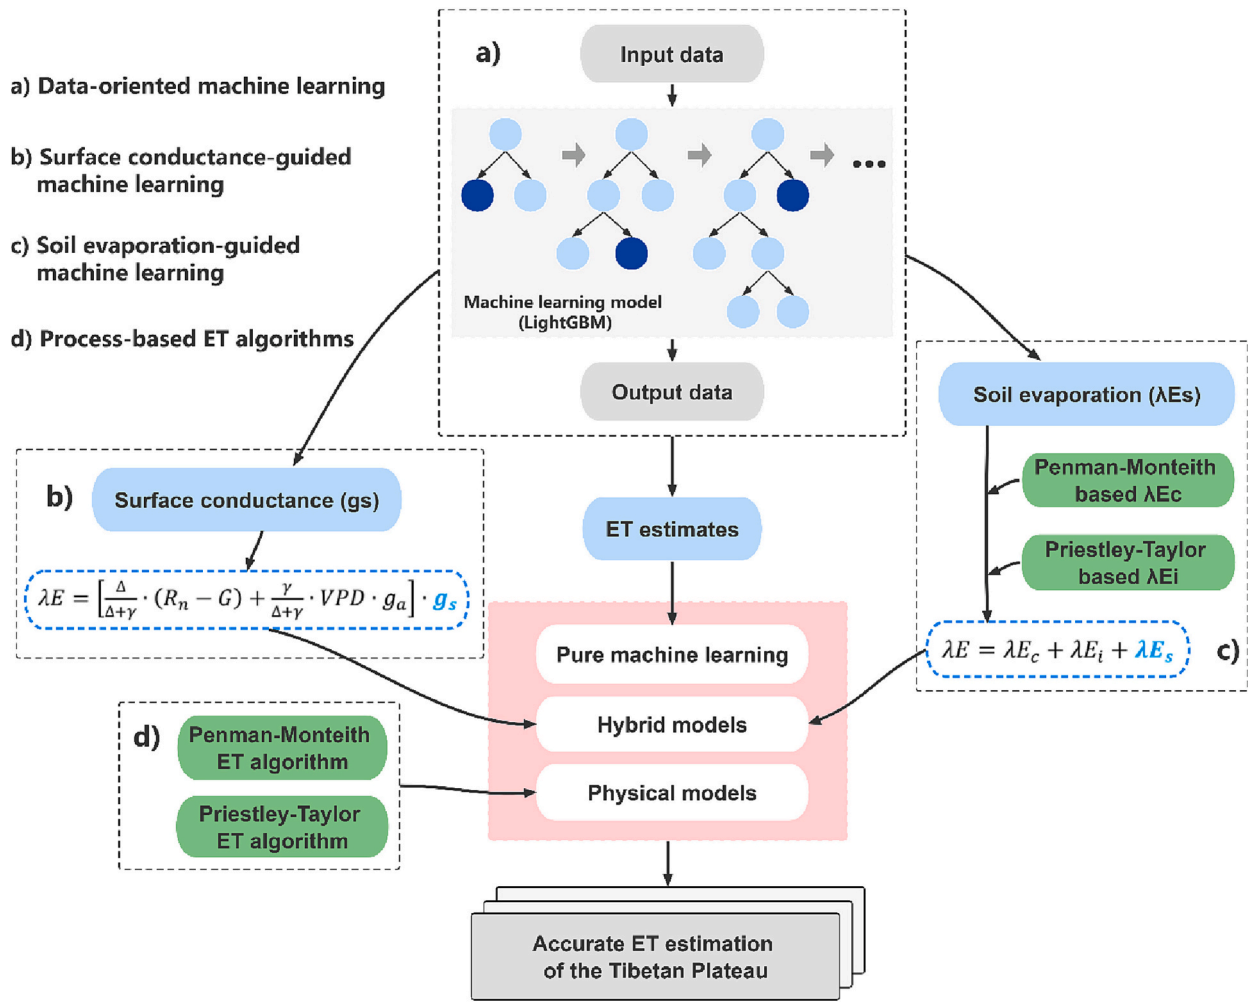 a) Data-oriented machine learning
b) Surface conductance-guided
machine learning
c) Soil evaporation-guided
machine learning
d) Process-based ET algorithms
a)
Input data
Machine learning model
(LightGBM)
Output data
ET estimates
b)
Surface conductance (gs)
λE = [Δ/(Δ+γ) · (Rₙ − G) + γ/(Δ+γ) · VPD · gₐ] · gₛ
Soil evaporation (λEs)
Penman-Monteith
based λEc
Priestley-Taylor
based λEi
λE = λE_c + λE_i + λE_s
c)
d)
Penman-Monteith
ET algorithm
Priestley-Taylor
ET algorithm
Pure machine learning
Hybrid models
Physical models
Accurate ET estimation
of the Tibetan Plateau